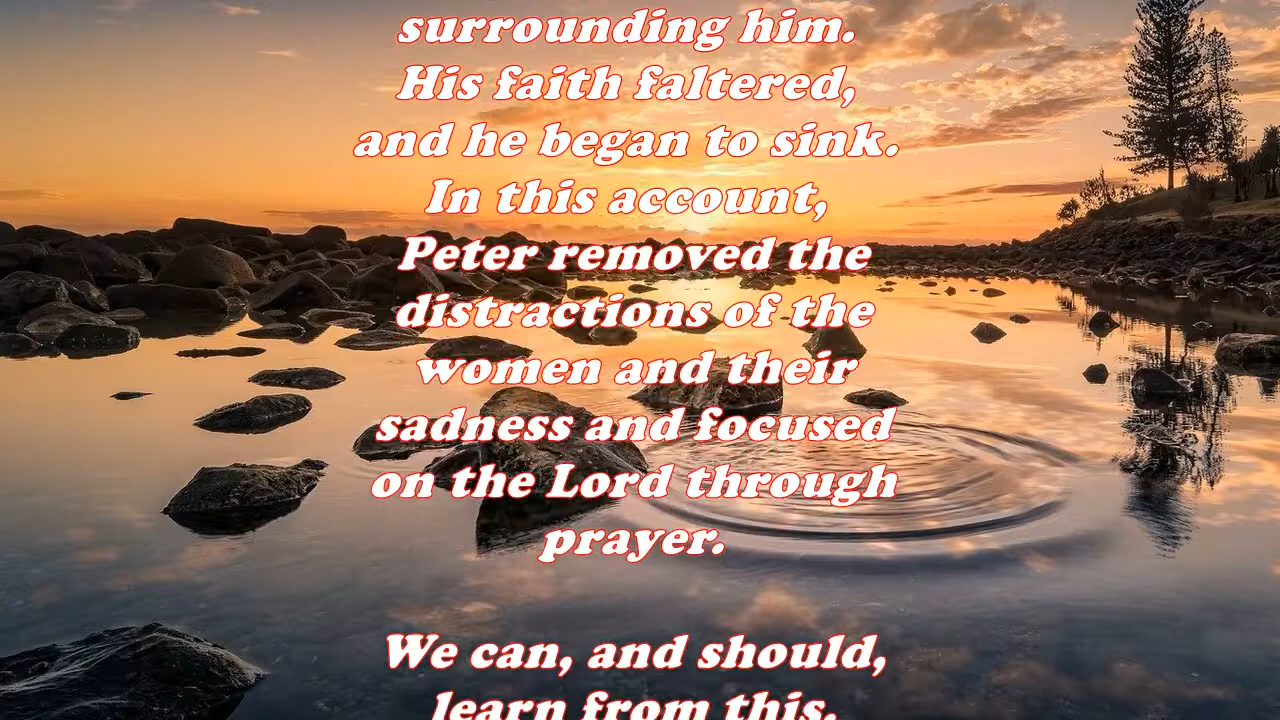 surrounding him.
His faith faltered,
and he began to sink.
In this account,
Peter removed the
distractions of the
women and their
sadness and focused
on the Lord through
prayer.
We can, and should,
learn from this.